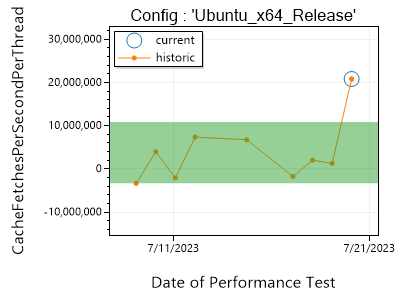 Config : 'Ubuntu_x64_Release'
current
historic
30,000,000
20,000,000
10,000,000
0
-10,000,000
CacheFetchesPerSecondPerThread
7/11/2023
7/21/2023
Date of Performance Test